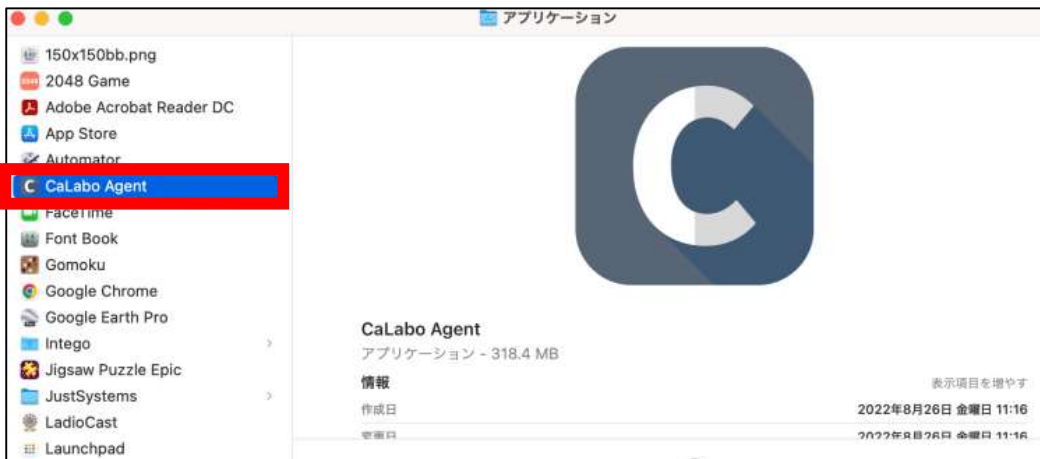 アプリケーション
150x150bb.png
2048 Game
Adobe Acrobat Reader DC
App Store
Automator
CaLabo Agent
FaceTime
Font Book
Gomoku
Google Chrome
Google Earth Pro
Intego
Jigsaw Puzzle Epic
JustSystems
LadioCast
Launchpad
C
CaLabo Agent
アプリケーション - 318.4 MB
情報
表示項目を増やす
作成日
2022年8月26日 金曜日 11:16
変更日
2022年8月26日 金曜日 11:16